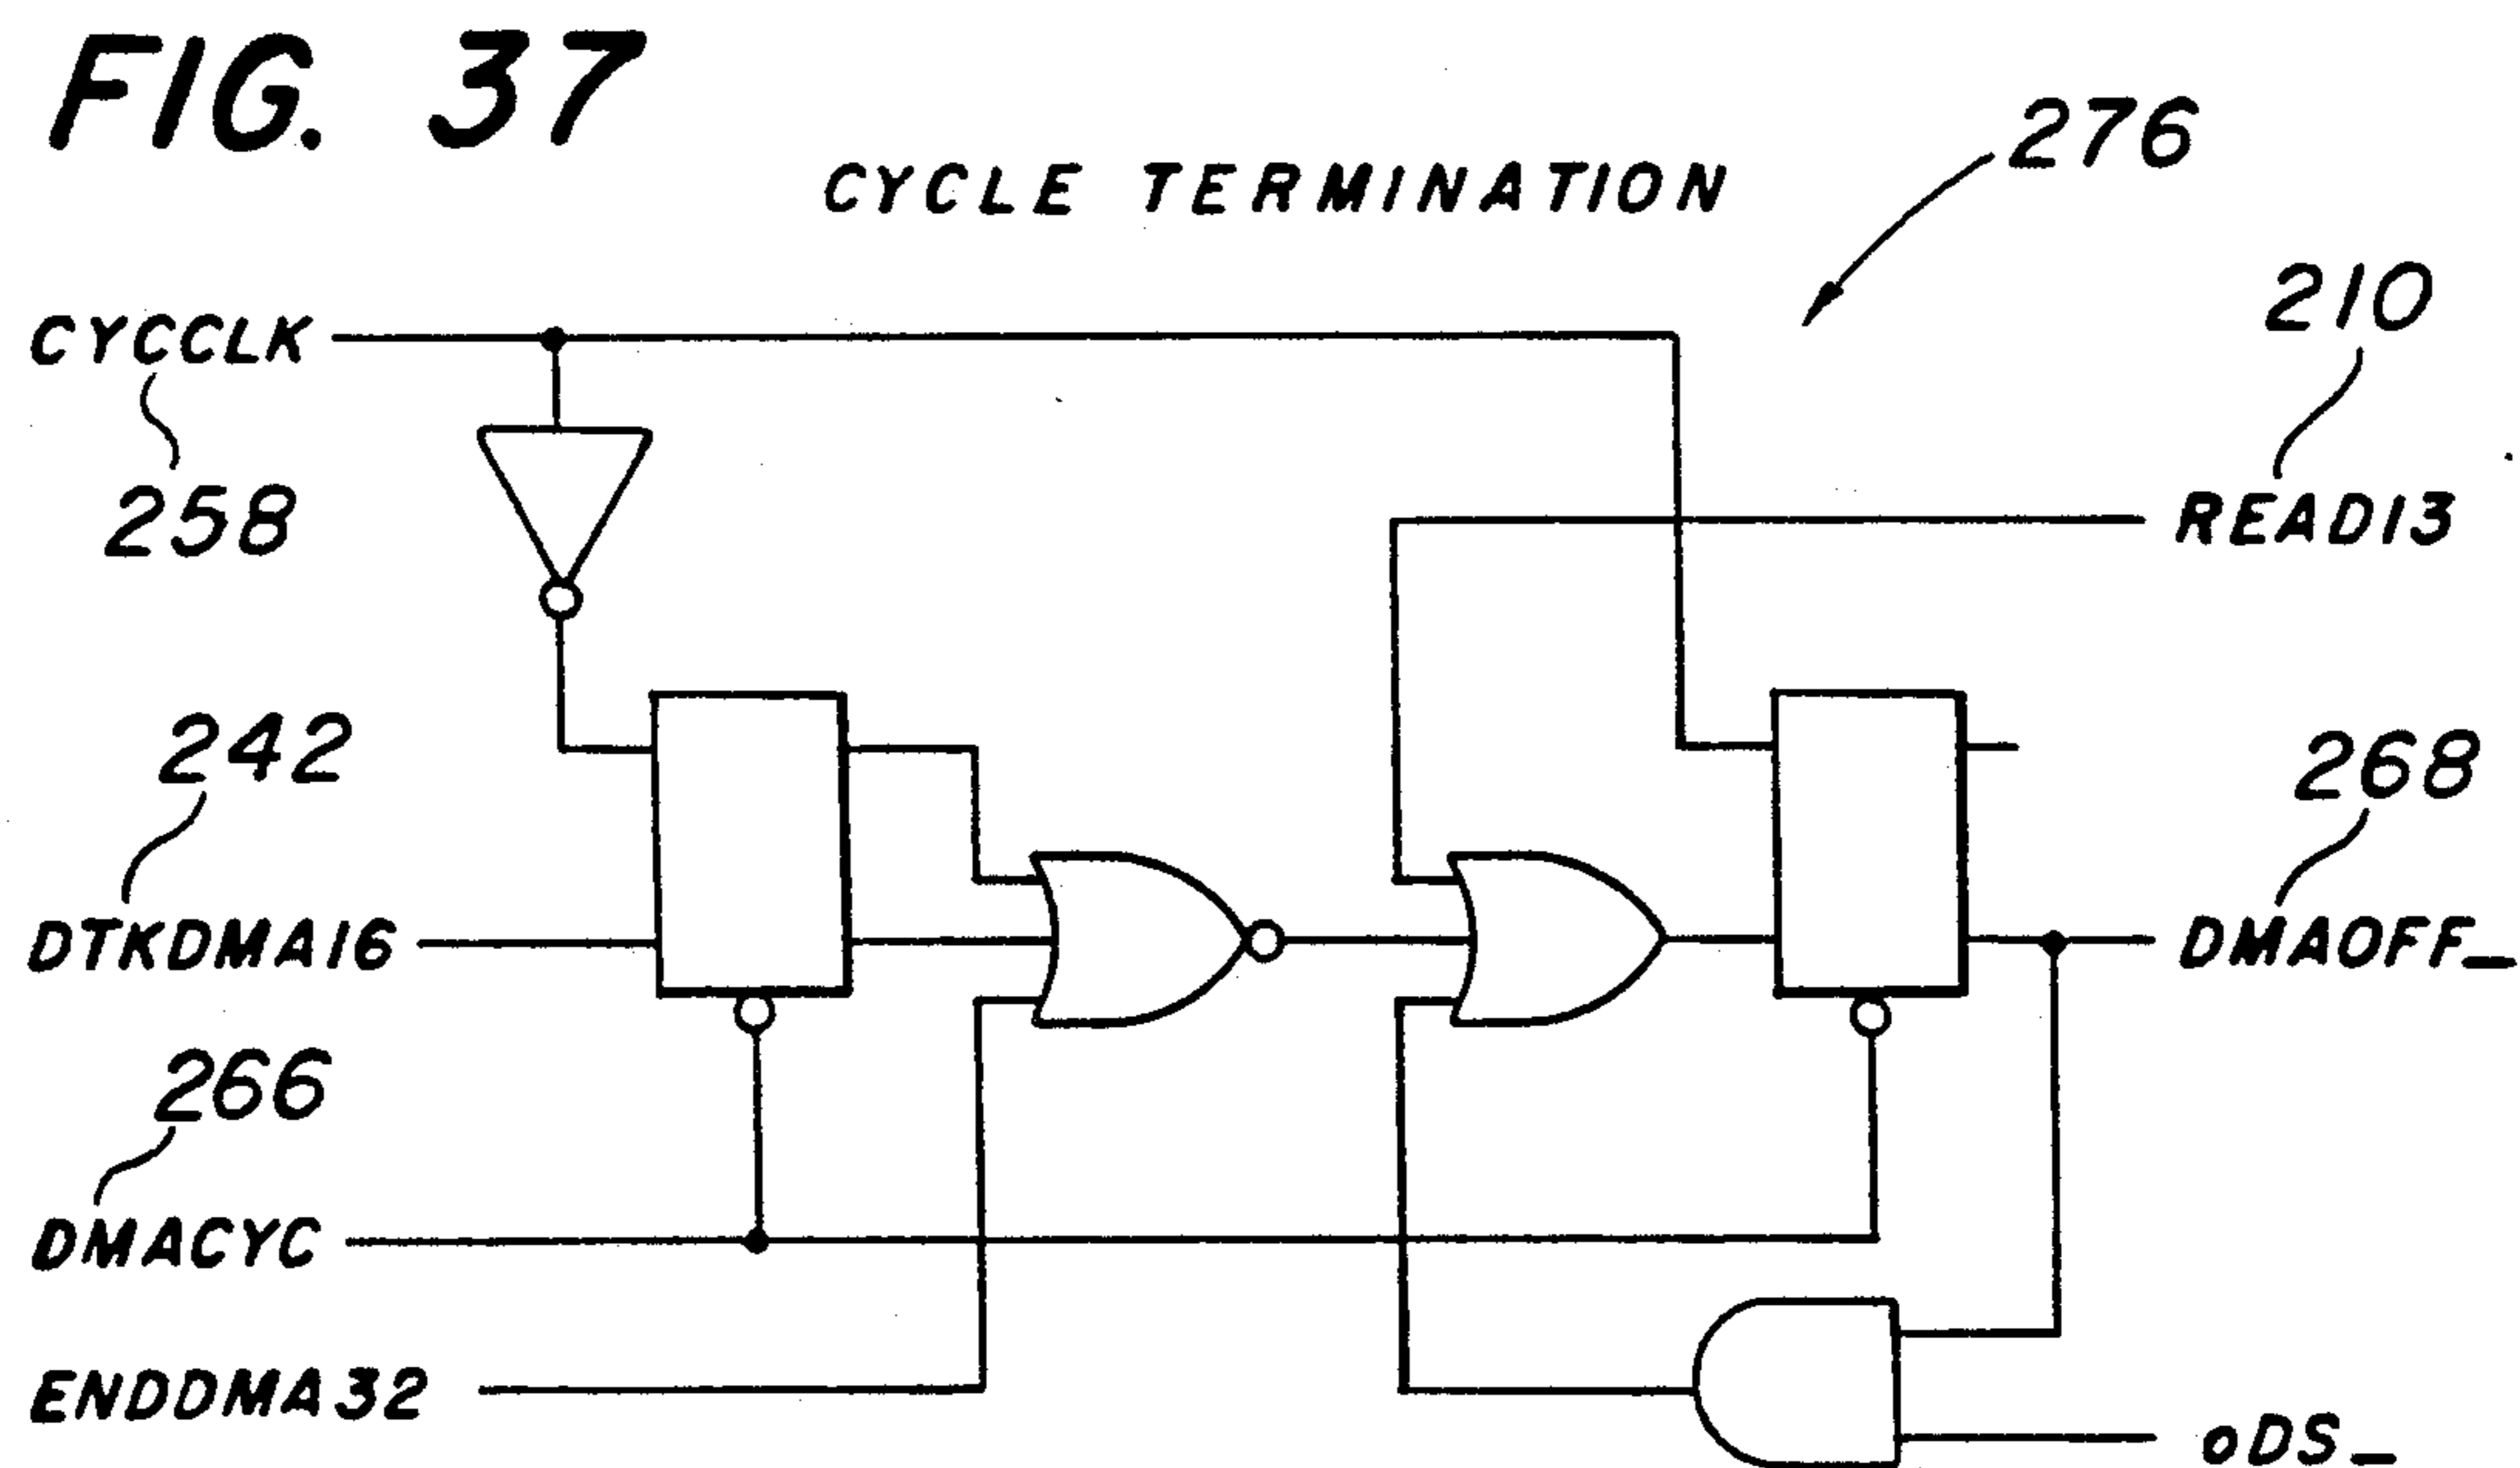 FIG. 37
CYCLE TERMINATION
276
210
CYCCLK
258
READ13
242
268
DTKDMA16
DMAOFF_
266
DMACYC
ENDDMA32
oDS_